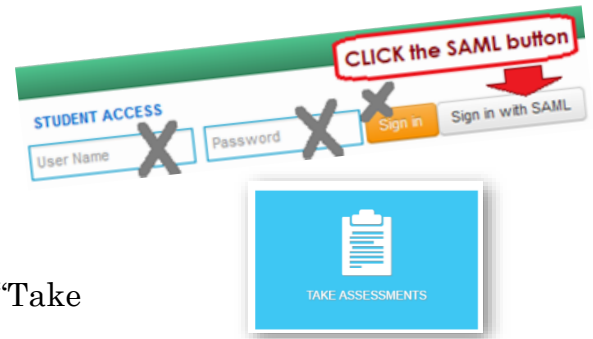 CLICK the SAML button
STUDENT ACCESS
User Name
Password
Sign in
Sign in with SAML
TAKE ASSESSMENTS
“Take